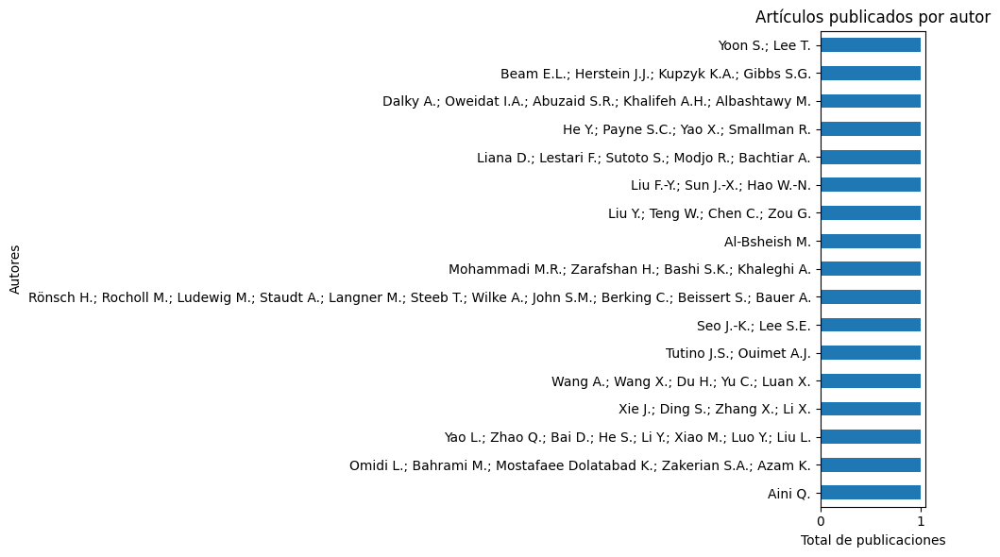 Artículos publicados por autor
Yoon S.; Lee T.
Beam E.L.; Herstein J.J.; Kupzyk K.A.; Gibbs S.G.
Dalky A.; Oweidat I.A.; Abuzaid S.R.; Khalifeh A.H.; Albashtawy M.
He Y.; Payne S.C.; Yao X.; Smallman R.
Liana D.; Lestari F.; Sutoto S.; Modjo R.; Bachtiar A.
Liu F.-Y.; Sun J.-X.; Hao W.-N.
Liu Y.; Teng W.; Chen C.; Zou G.
Al-Bsheish M.
Mohammadi M.R.; Zarafshan H.; Bashi S.K.; Khaleghi A.
Rönsch H.; Rocholl M.; Ludewig M.; Staudt A.; Langner M.; Steeb T.; Wilke A.; John S.M.; Berking C.; Beissert S.; Bauer A.
Seo J.-K.; Lee S.E.
Tutino J.S.; Ouimet A.J.
Wang A.; Wang X.; Du H.; Yu C.; Luan X.
Xie J.; Ding S.; Zhang X.; Li X.
Yao L.; Zhao Q.; Bai D.; He S.; Li Y.; Xiao M.; Luo Y.; Liu L.
Omidi L.; Bahrami M.; Mostafaee Dolatabad K.; Zakerian S.A.; Azam K.
Aini Q.
Autores
0 1
Total de publicaciones